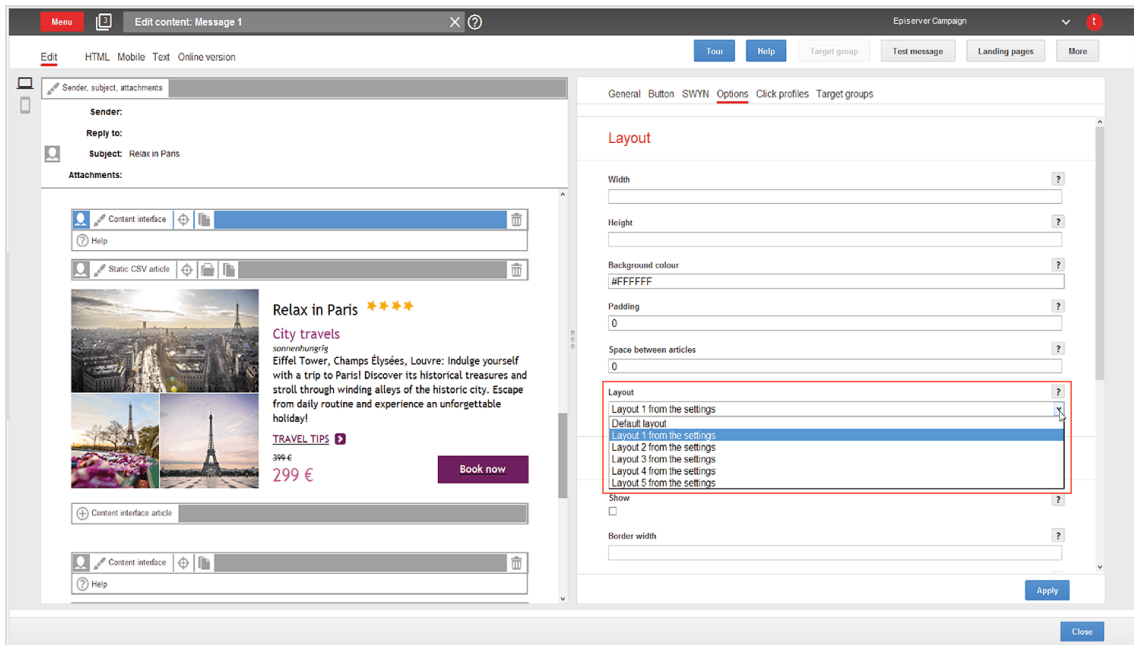 Menu
3
Edit content: Message 1
Episerver Campaign
t
Edit
HTML
Mobile
Text
Online version
Tour
Help
Target group
Test message
Landing pages
More
Sender, subject, attachments
Sender:
Reply to:
Subject: Relax in Paris
Attachments:
Content interface
Help
Static CSV article
Relax in Paris
City travels
sonnenhungrig
Eiffel Tower, Champs Élysées, Louvre: Indulge yourself
with a trip to Paris! Discover its historical treasures and
stroll through winding alleys of the historic city. Escape
from daily routine and experience an unforgettable
holiday!
TRAVEL TIPS
399 €
299 €
Book now
Content interface article
Content interface
Help
General
Button
SWYN
Options
Click profiles
Target groups
Layout
Width
?
Height
?
Background colour
?
#FFFFFF
Padding
?
0
Space between articles
?
0
Layout
?
Layout 1 from the settings
Default layout
Layout 1 from the settings
Layout 2 from the settings
Layout 3 from the settings
Layout 4 from the settings
Layout 5 from the settings
Show
?
Border width
?
Apply
Close